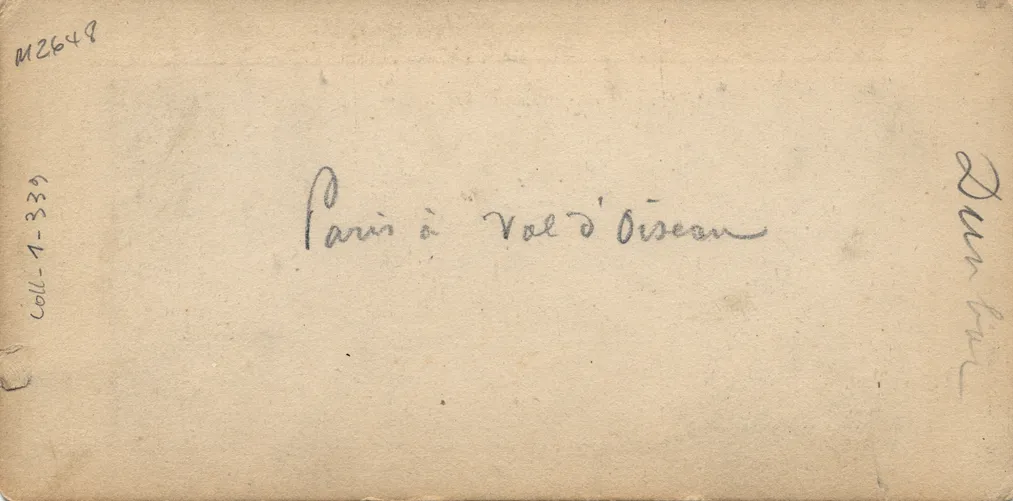 M2648
coll-1-339
Paris à Vol d'Oiseau